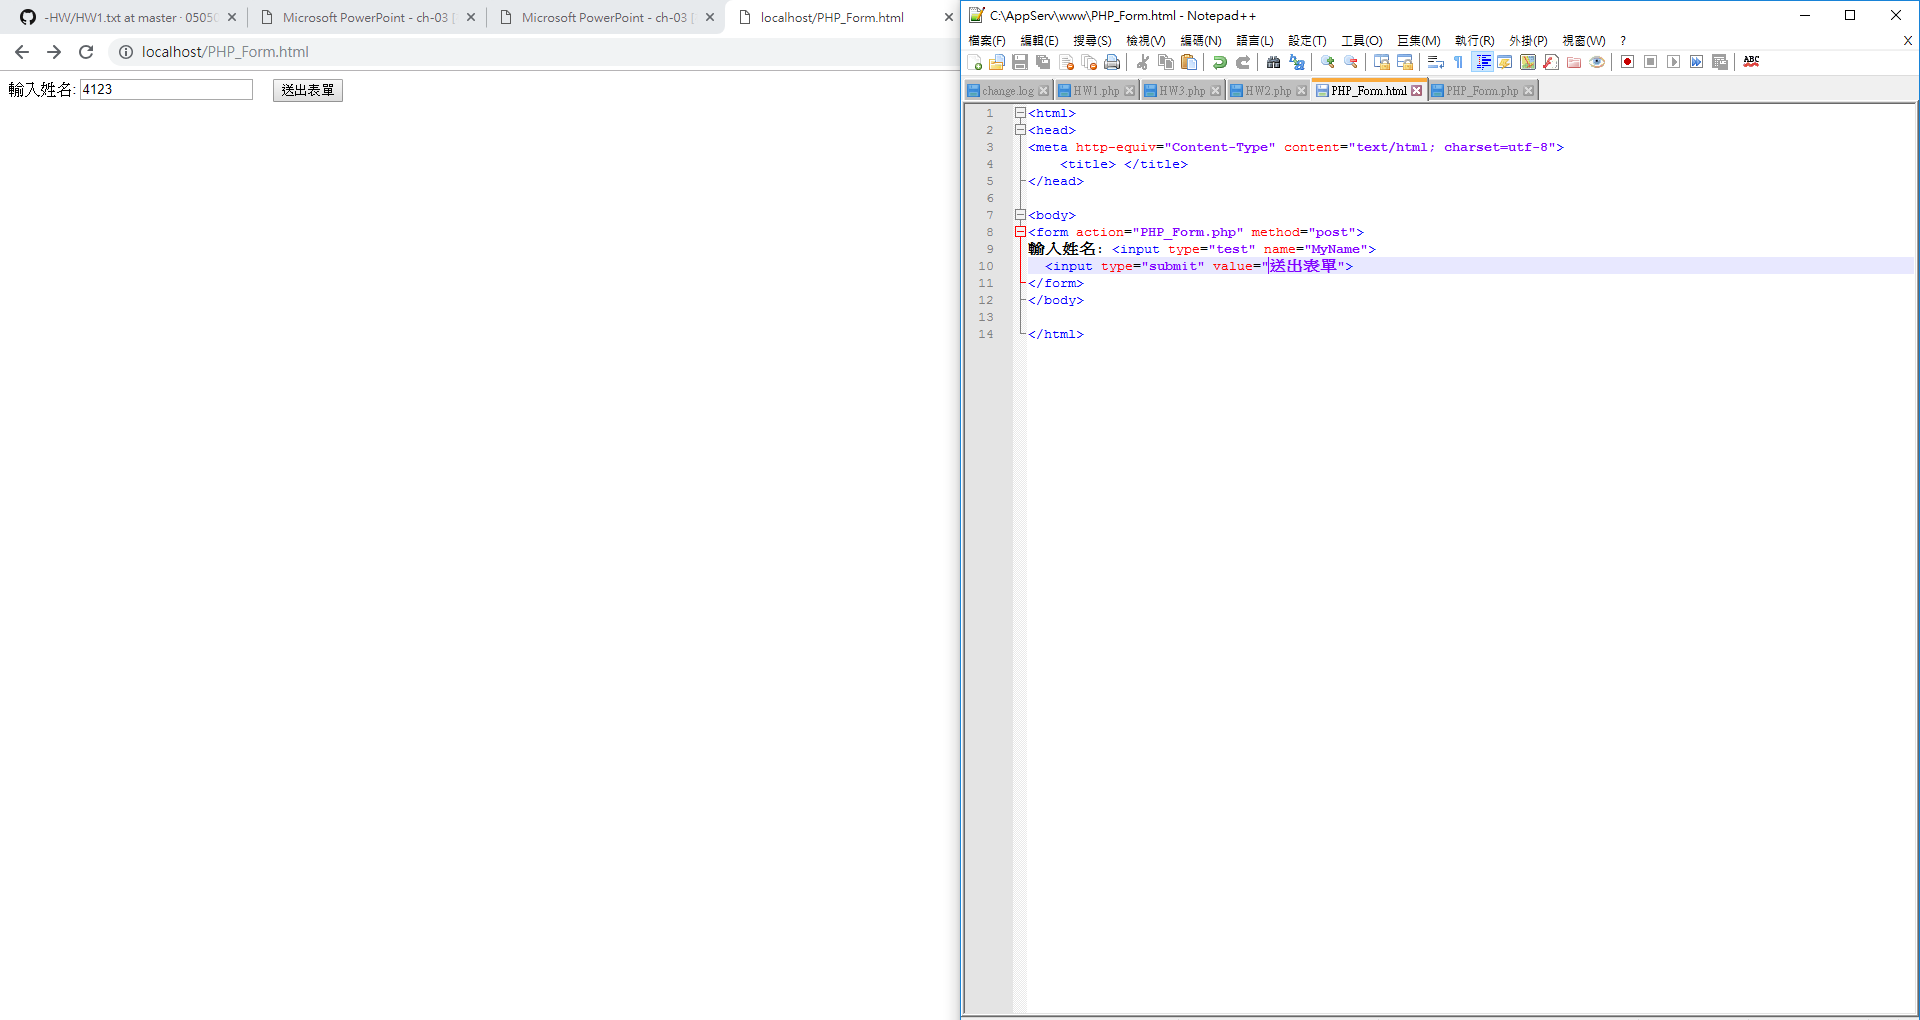 -HW/HW1.txt at master · 0505
Microsoft PowerPoint - ch-03 [
Microsoft PowerPoint - ch-03 [
localhost/PHP_Form.html
localhost/PHP_Form.html
輸入姓名: 4123 送出表單
C:\AppServ\www\PHP_Form.html - Notepad++
檔案(F) 編輯(E) 搜尋(S) 檢視(V) 編碼(N) 語言(L) 設定(T) 工具(O) 巨集(M) 執行(R) 外掛(P) 視窗(W) ? X
ABC
change.log HW1.php HW3.php HW2.php PHP_Form.html PHP_Form.php
1 <html>
2 <head>
3 <meta http-equiv="Content-Type" content="text/html; charset=utf-8">
4 <title> </title>
5 </head>
6
7 <body>
8 <form action="PHP_Form.php" method="post">
9 輸入姓名: <input type="test" name="MyName">
10 <input type="submit" value="送出表單">
11 </form>
12 </body>
13
14 </html>